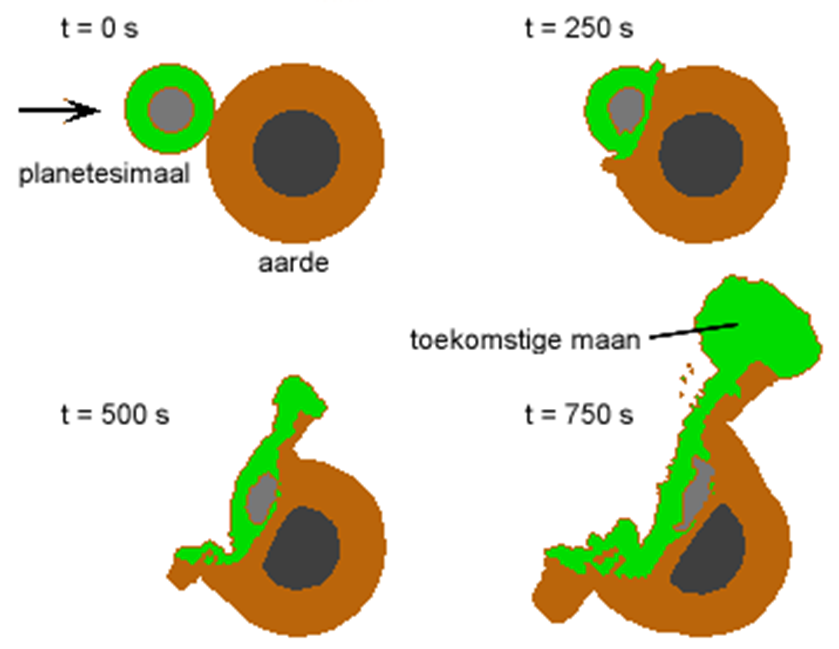 t = 0 s
t = 250 s
planetesimaal
aarde
toekomstige maan
t = 500 s
t = 750 s